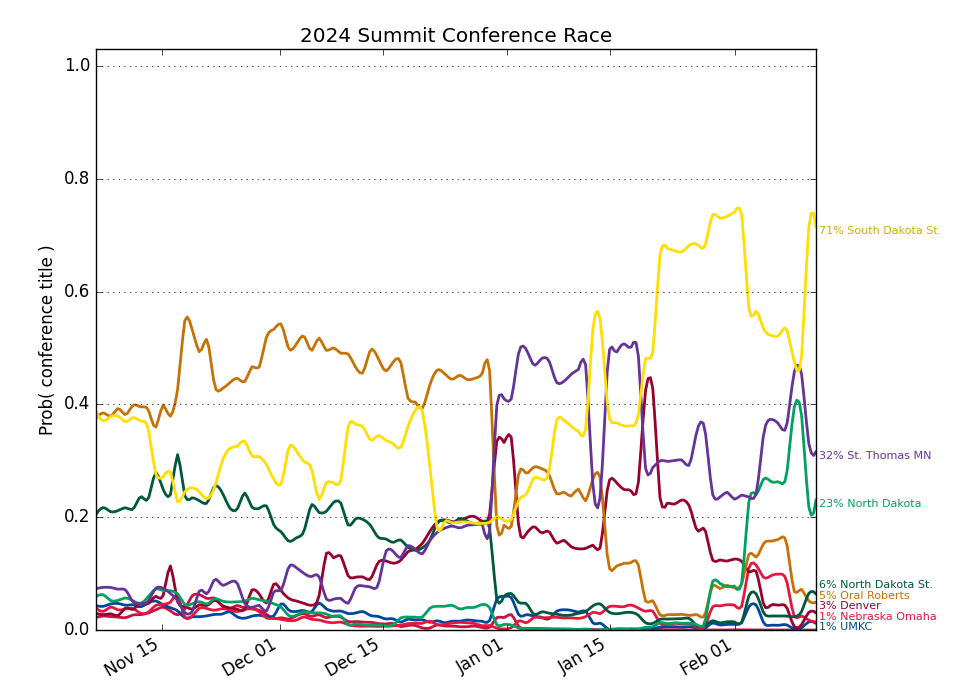 2024 Summit Conference Race
Prob( conference title )
1.0
0.8
0.6
0.4
0.2
0.0
Nov 15
Dec 01
Dec 15
Jan 01
Jan 15
Feb 01
71% South Dakota St.
32% St. Thomas MN
23% North Dakota
6% North Dakota St.
5% Oral Roberts
3% Denver
1% Nebraska Omaha
1% UMKC